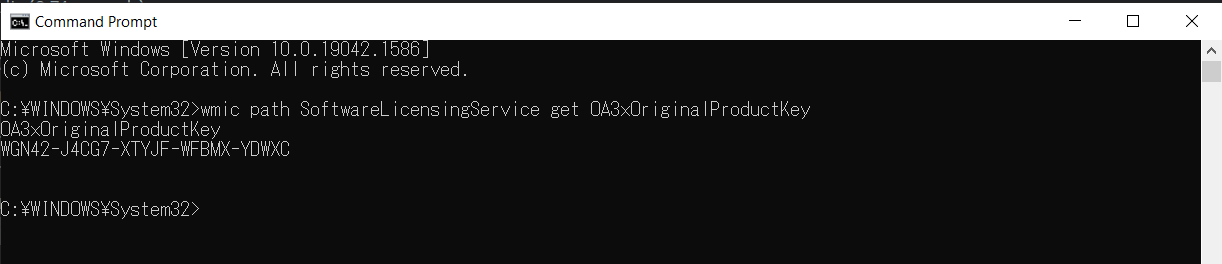 Command Prompt
Microsoft Windows [Version 10.0.19042.1586]
(c) Microsoft Corporation. All rights reserved.
C:¥WINDOWS¥System32>wmic path SoftwareLicensingService get OA3xOriginalProductKey
OA3xOriginalProductKey
WGN42-J4CG7-XTYJF-WFBMX-YDWXC
C:¥WINDOWS¥System32>